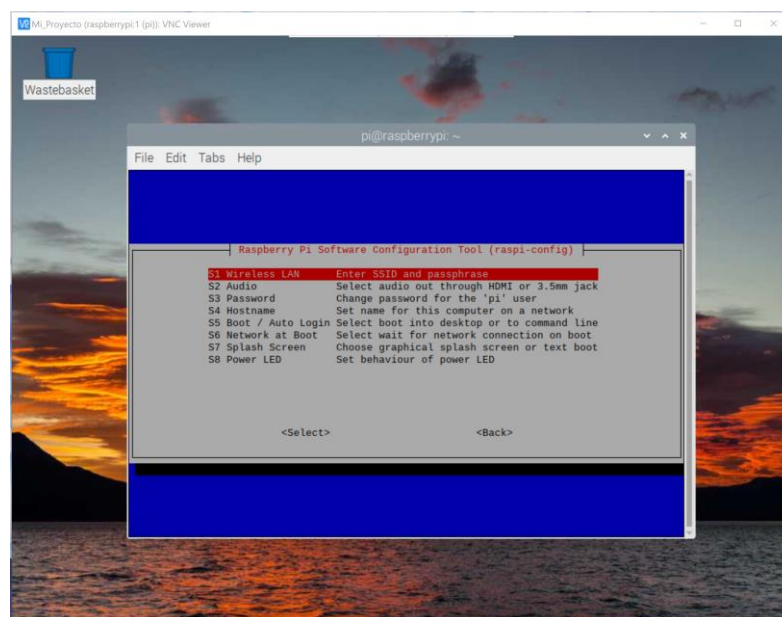 Mi_Proyecto (raspberrypi:1 (pi)): VNC Viewer
Wastebasket
pi@raspberrypi: ~
File Edit Tabs Help
Raspberry Pi Software Configuration Tool (raspi-config)
S1 Wireless LAN Enter SSID and passphrase
S2 Audio Select audio out through HDMI or 3.5mm jack
S3 Password Change password for the 'pi' user
S4 Hostname Set name for this computer on a network
S5 Boot / Auto Login Select boot into desktop or to command line
S6 Network at Boot Select wait for network connection on boot
S7 Splash Screen Choose graphical splash screen or text boot
S8 Power LED Set behaviour of power LED
<Select> <Back>